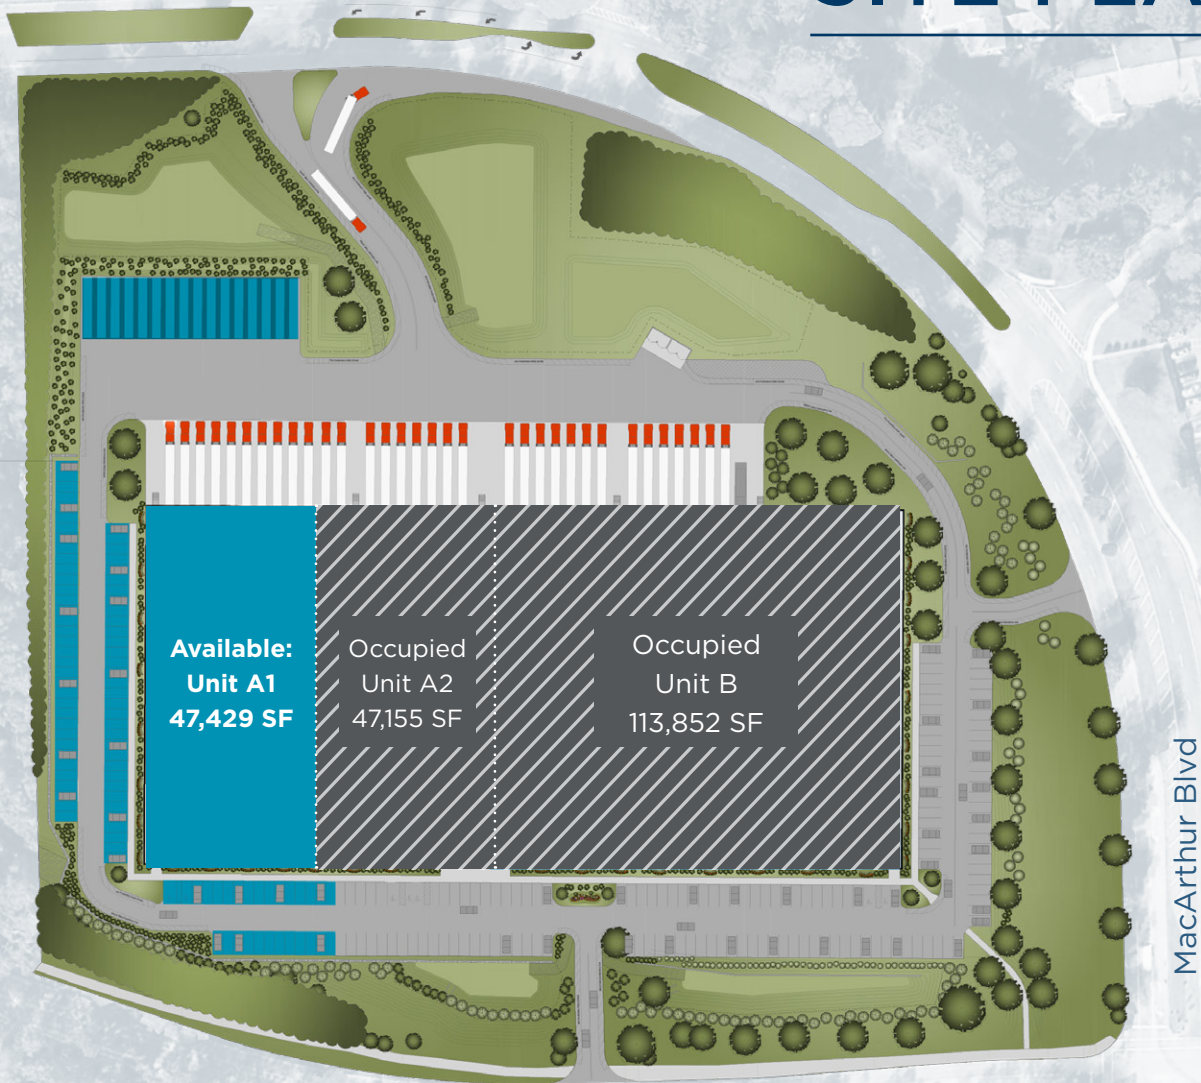 Available:
Unit A1
47,429 SF
Occupied
Unit A2
47,155 SF
Occupied
Unit B
113,852 SF
MacArthur Blvd